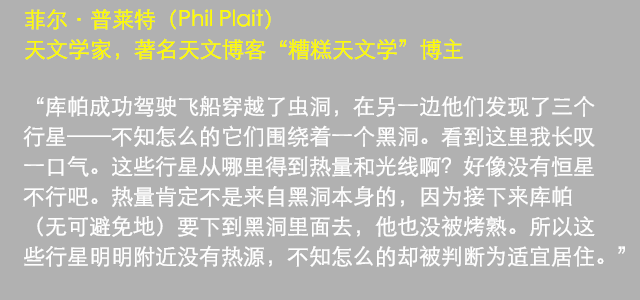 菲尔·普莱特（Phil Plait）
天文学家，著名天文博客“糟糕天文学”博主
“库帕成功驾驶飞船穿越了虫洞，在另一边他们发现了三个
行星——不知怎么的它们围绕着一个黑洞。看到这里我长叹
一口气。这些行星从哪里得到热量和光线啊？好像没有恒星
不行吧。热量肯定不是来自黑洞本身的，因为接下来库帕
（无可避免地）要下到黑洞里面去，他也没被烤熟。所以这
些行星明明附近没有热源，不知怎么的却被判断为适宜居住。”